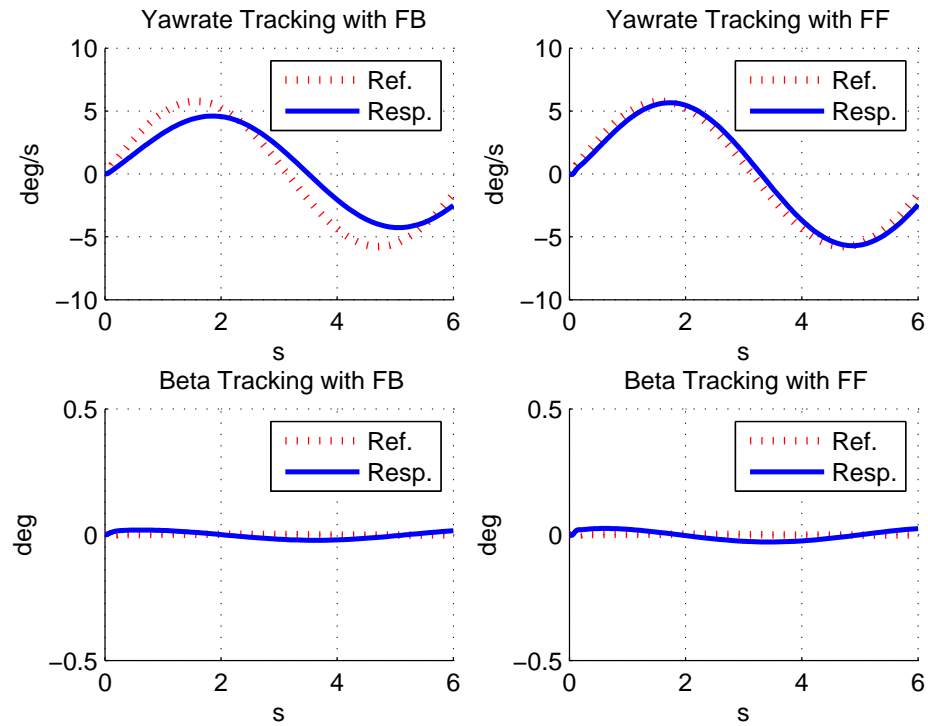 Yawrate Tracking with FB
10
5
0
−5
−10
deg/s
Ref.
Resp.
0 2 4 6
s
Yawrate Tracking with FF
10
5
0
−5
−10
deg/s
Ref.
Resp.
0 2 4 6
s
Beta Tracking with FB
0.5
0
−0.5
deg
Ref.
Resp.
0 2 4 6
s
Beta Tracking with FF
0.5
0
−0.5
deg
Ref.
Resp.
0 2 4 6
s